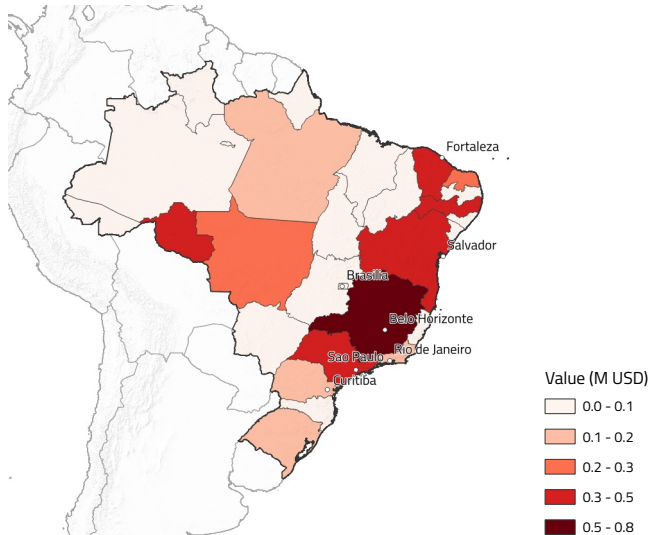 Fortaleza
Salvador
Brasilia
Belo Horizonte
Rio de Janeiro
Sao Paulo
Curitiba
Value (M USD)
0.0 - 0.1
0.1 - 0.2
0.2 - 0.3
0.3 - 0.5
0.5 - 0.8